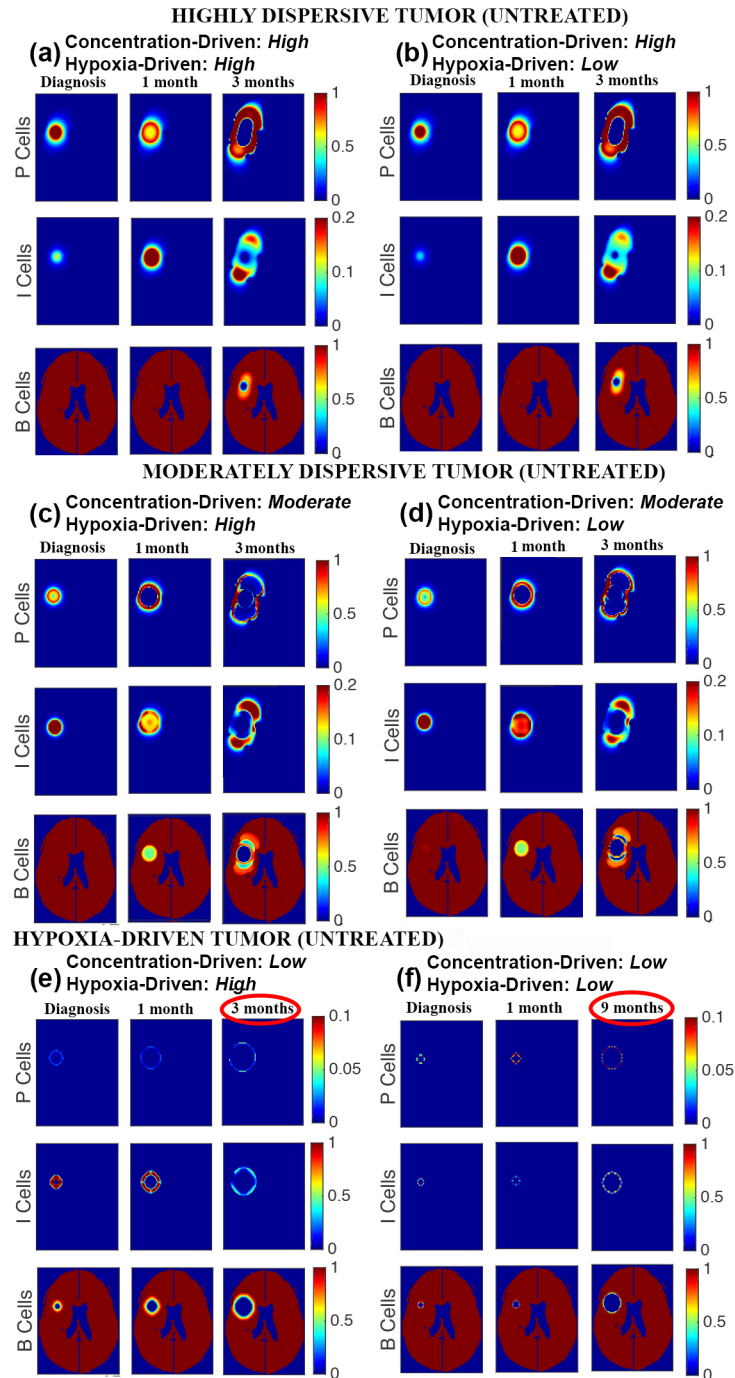 HIGHLY DISPERSIVE TUMOR (UNTREATED)
(a) Concentration-Driven: High
Hypoxia-Driven: High
Diagnosis 1 month 3 months
P Cells
1
0.5
0
I Cells
0.2
0.1
0
B Cells
1
0.5
0
(b) Concentration-Driven: High
Hypoxia-Driven: Low
Diagnosis 1 month 3 months
P Cells
1
0.5
0
I Cells
0.2
0.1
0
B Cells
1
0.5
0
MODERATELY DISPERSIVE TUMOR (UNTREATED)
(c) Concentration-Driven: Moderate
Hypoxia-Driven: High
Diagnosis 1 month 3 months
P Cells
1
0.5
0
I Cells
0.2
0.1
0
B Cells
1
0.5
0
(d) Concentration-Driven: Moderate
Hypoxia-Driven: Low
Diagnosis 1 month 3 months
P Cells
1
0.5
0
I Cells
0.2
0.1
0
B Cells
1
0.5
0
HYPOXIA-DRIVEN TUMOR (UNTREATED)
(e) Concentration-Driven: Low
Hypoxia-Driven: High
Diagnosis 1 month 3 months
P Cells
0.1
0.05
0
I Cells
1
0.5
0
B Cells
1
0.5
0
(f) Concentration-Driven: Low
Hypoxia-Driven: Low
Diagnosis 1 month 9 months
P Cells
0.1
0.05
0
I Cells
1
0.5
0
B Cells
1
0.5
0